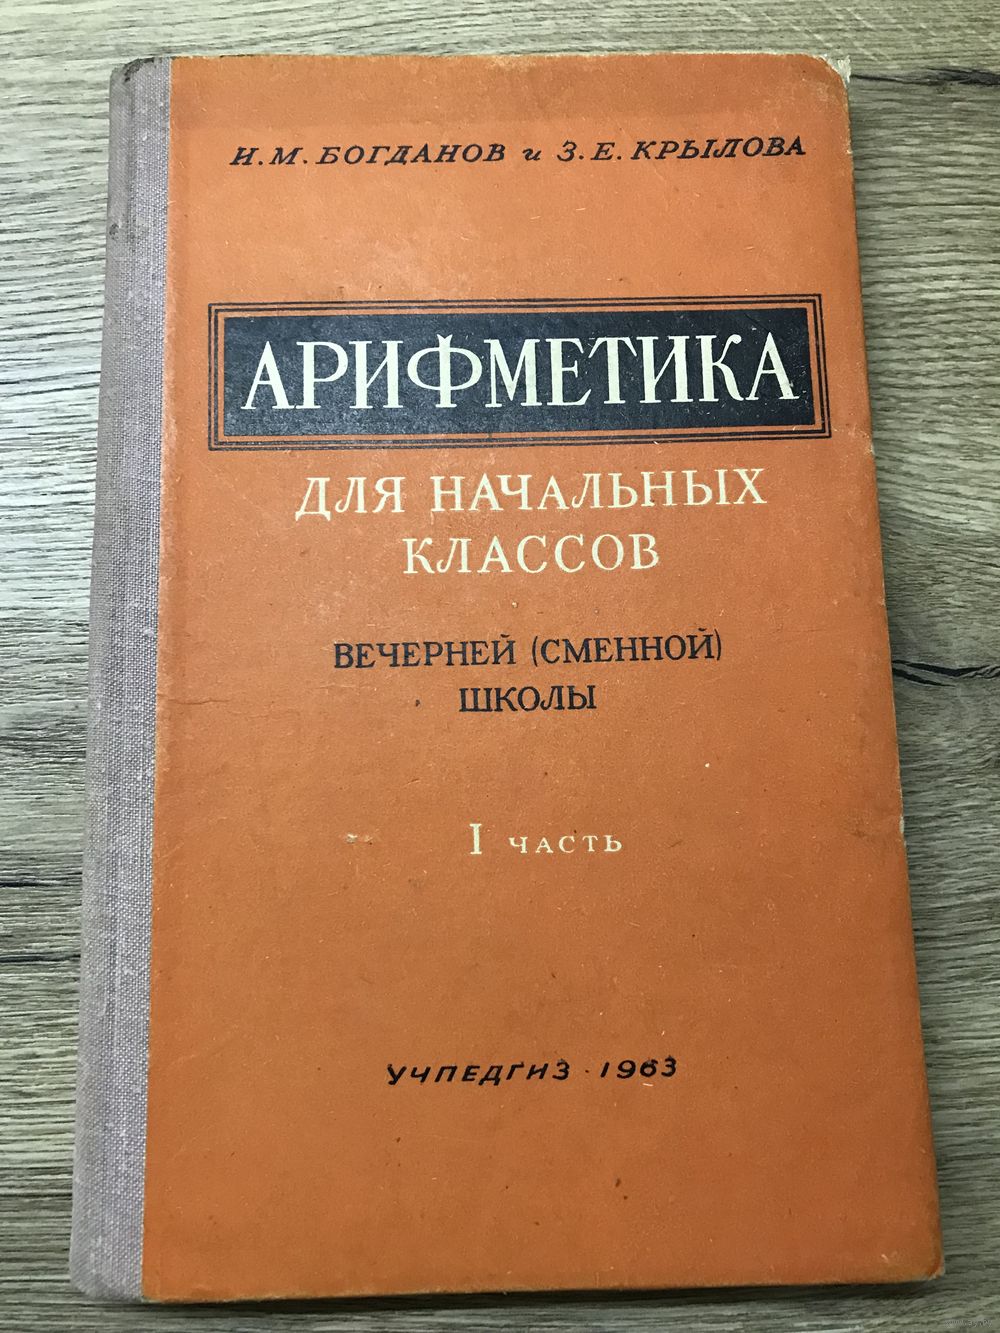 И. М. БОГДАНОВ и З. Е. КРЫЛОВА
АРИФМЕТИКА
ДЛЯ НАЧАЛЬНЫХ
КЛАССОВ
ВЕЧЕРНЕЙ (СМЕННОЙ)
ШКОЛЫ
I ЧАСТЬ
УЧПЕДГИЗ · 1963